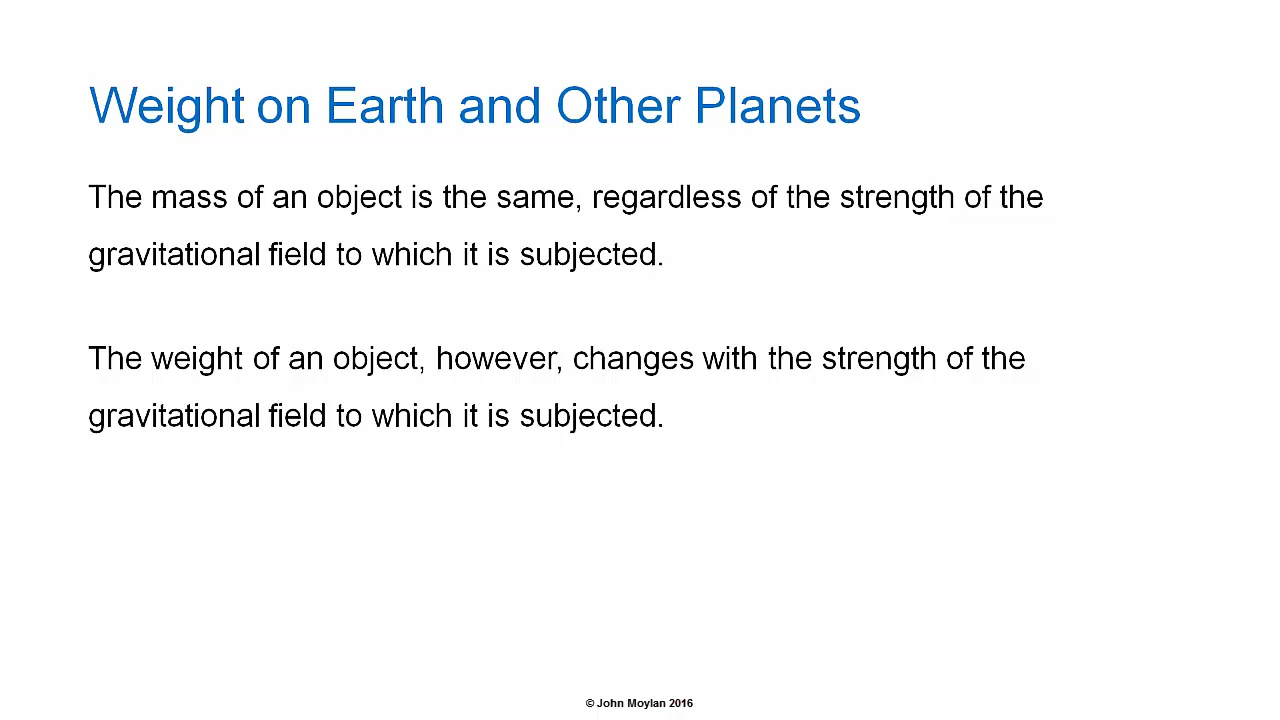 Weight on Earth and Other Planets
The mass of an object is the same, regardless of the strength of the
gravitational field to which it is subjected.
The weight of an object, however, changes with the strength of the
gravitational field to which it is subjected.
© John Moylan 2016